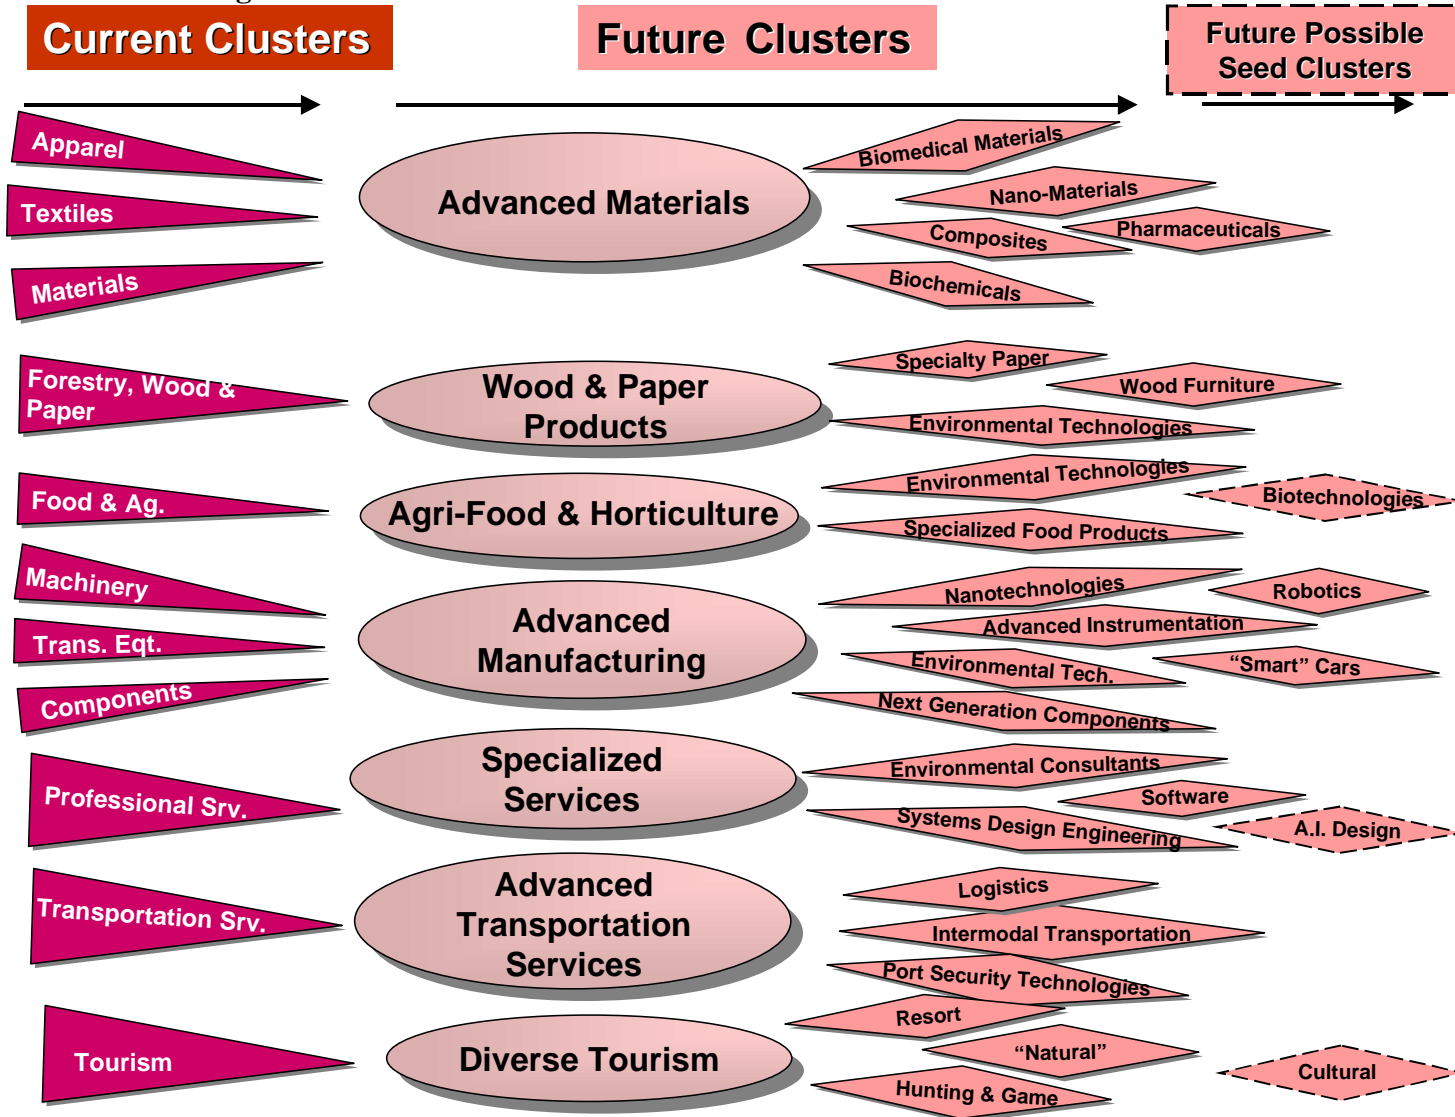 Current Clusters
Future Clusters
Future Possible
Seed Clusters
Apparel
Textiles
Materials
Advanced Materials
Biomedical Materials
Nano-Materials
Composites
Pharmaceuticals
Biochemicals
Forestry, Wood &
Paper
Wood & Paper
Products
Specialty Paper
Wood Furniture
Environmental Technologies
Food & Ag.
Agri-Food & Horticulture
Environmental Technologies
Biotechnologies
Specialized Food Products
Machinery
Trans. Eqt.
Components
Advanced
Manufacturing
Nanotechnologies
Robotics
Advanced Instrumentation
Environmental Tech.
“Smart” Cars
Next Generation Components
Professional Srv.
Specialized
Services
Environmental Consultants
Software
Systems Design Engineering
A.I. Design
Transportation Srv.
Advanced
Transportation
Services
Logistics
Intermodal Transportation
Port Security Technologies
Tourism
Diverse Tourism
Resort
“Natural”
Hunting & Game
Cultural